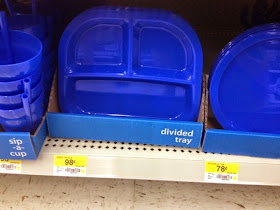 sip
-a-
cup
divided
tray
98¢
78¢